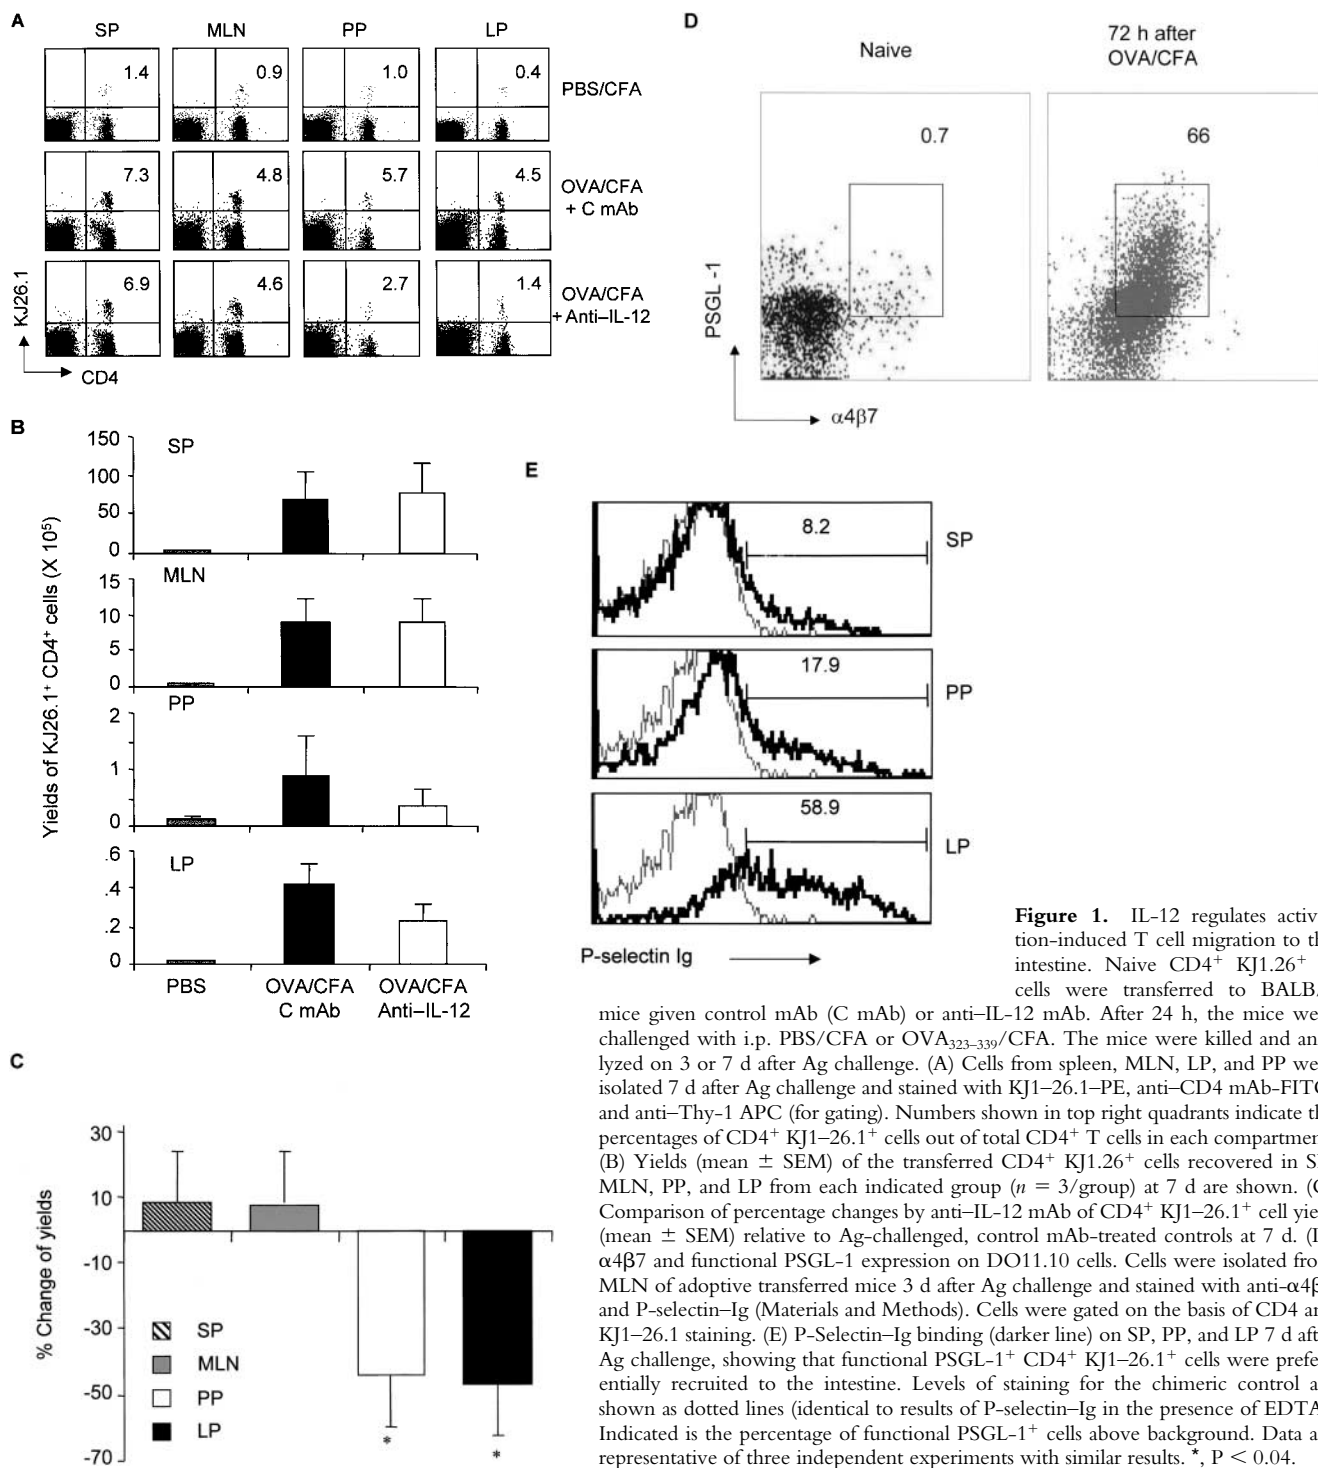 A
SP MLN PP LP
1.4 0.9 1.0 0.4 PBS/CFA
7.3 4.8 5.7 4.5 OVA/CFA
+ C mAb
6.9 4.6 2.7 1.4 OVA/CFA
+ Anti–IL-12
KJ26.1
CD4
B
Yields of KJ26.1⁺ CD4⁺ cells (X 10⁵)
SP
150
100
50
0
MLN
15
10
5
0
PP
2
1
0
LP
.6
.4
.2
0
PBS OVA/CFA OVA/CFA
C mAb Anti–IL-12
C
% Change of yields
30
10
-10
-30
-50
-70
SP
MLN
PP
LP
* *
D
Naive 72 h after
OVA/CFA
0.7 66
PSGL-1
α4β7
E
8.2 SP
17.9 PP
58.9 LP
P-selectin Ig
Figure 1. IL-12 regulates activa
tion-induced T cell migration to th
intestine. Naive CD4⁺ KJ1.26⁺
cells were transferred to BALB/
mice given control mAb (C mAb) or anti–IL-12 mAb. After 24 h, the mice we
challenged with i.p. PBS/CFA or OVA₃₂₃₋₃₃₉/CFA. The mice were killed and an
lyzed on 3 or 7 d after Ag challenge. (A) Cells from spleen, MLN, LP, and PP we
isolated 7 d after Ag challenge and stained with KJ1–26.1–PE, anti–CD4 mAb-FITC
and anti–Thy-1 APC (for gating). Numbers shown in top right quadrants indicate th
percentages of CD4⁺ KJ1–26.1⁺ cells out of total CD4⁺ T cells in each compartmen
(B) Yields (mean ± SEM) of the transferred CD4⁺ KJ1.26⁺ cells recovered in S
MLN, PP, and LP from each indicated group (n = 3/group) at 7 d are shown. (C
Comparison of percentage changes by anti–IL-12 mAb of CD4⁺ KJ1–26.1⁺ cell yiel
(mean ± SEM) relative to Ag-challenged, control mAb-treated controls at 7 d. (I
α4β7 and functional PSGL-1 expression on DO11.10 cells. Cells were isolated fro
MLN of adoptive transferred mice 3 d after Ag challenge and stained with anti-α4β
and P-selectin–Ig (Materials and Methods). Cells were gated on the basis of CD4 an
KJ1–26.1 staining. (E) P-Selectin–Ig binding (darker line) on SP, PP, and LP 7 d aft
Ag challenge, showing that functional PSGL-1⁺ CD4⁺ KJ1–26.1⁺ cells were prefe
entially recruited to the intestine. Levels of staining for the chimeric control a
shown as dotted lines (identical to results of P-selectin–Ig in the presence of EDTA
Indicated is the percentage of functional PSGL-1⁺ cells above background. Data a
representative of three independent experiments with similar results. *, P < 0.04.